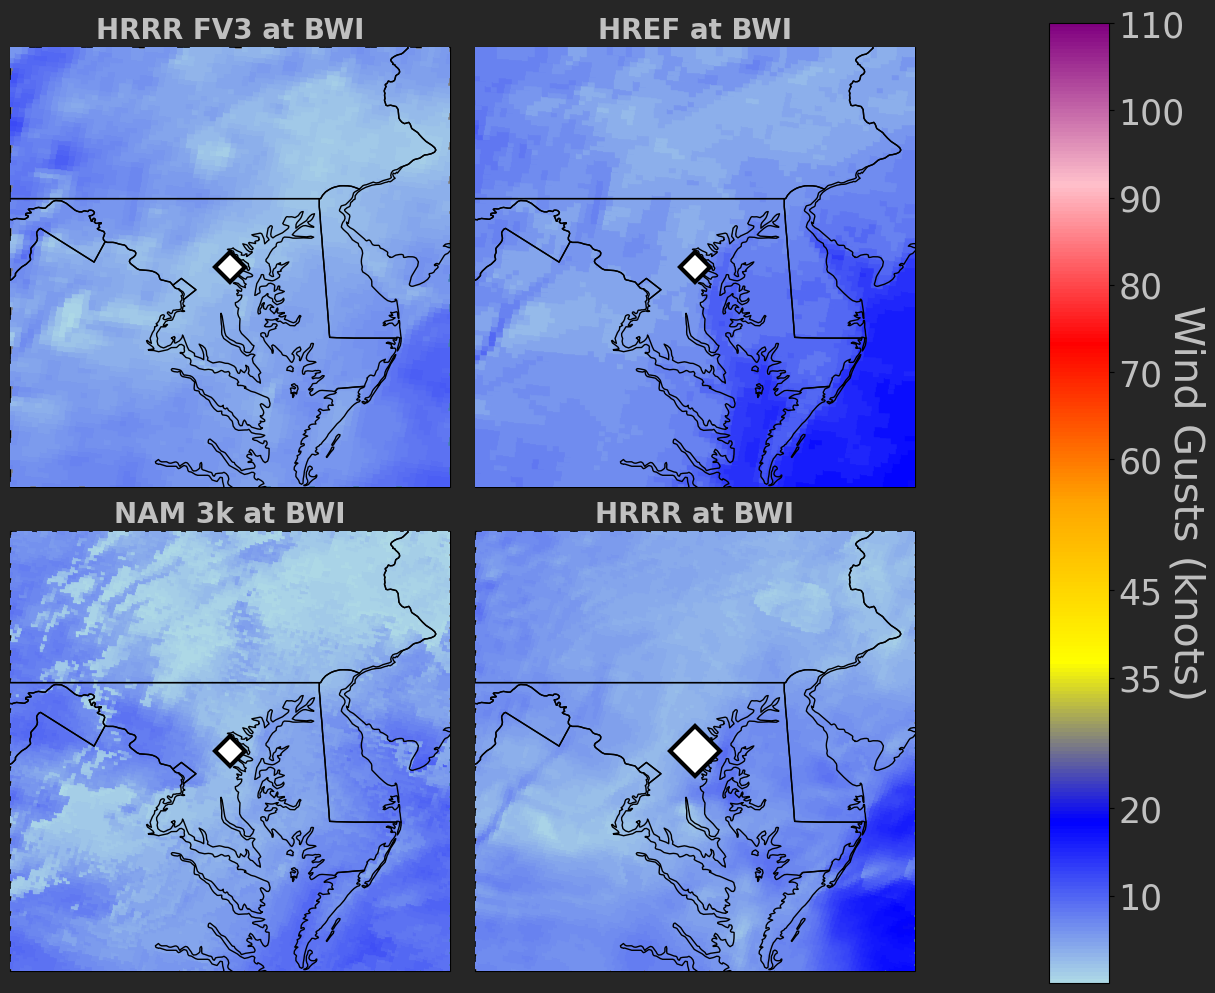 HRRR FV3 at BWI
HREF at BWI
NAM 3k at BWI
HRRR at BWI
110
100
90
80
70
60
45
35
20
10
Wind Gusts (knots)